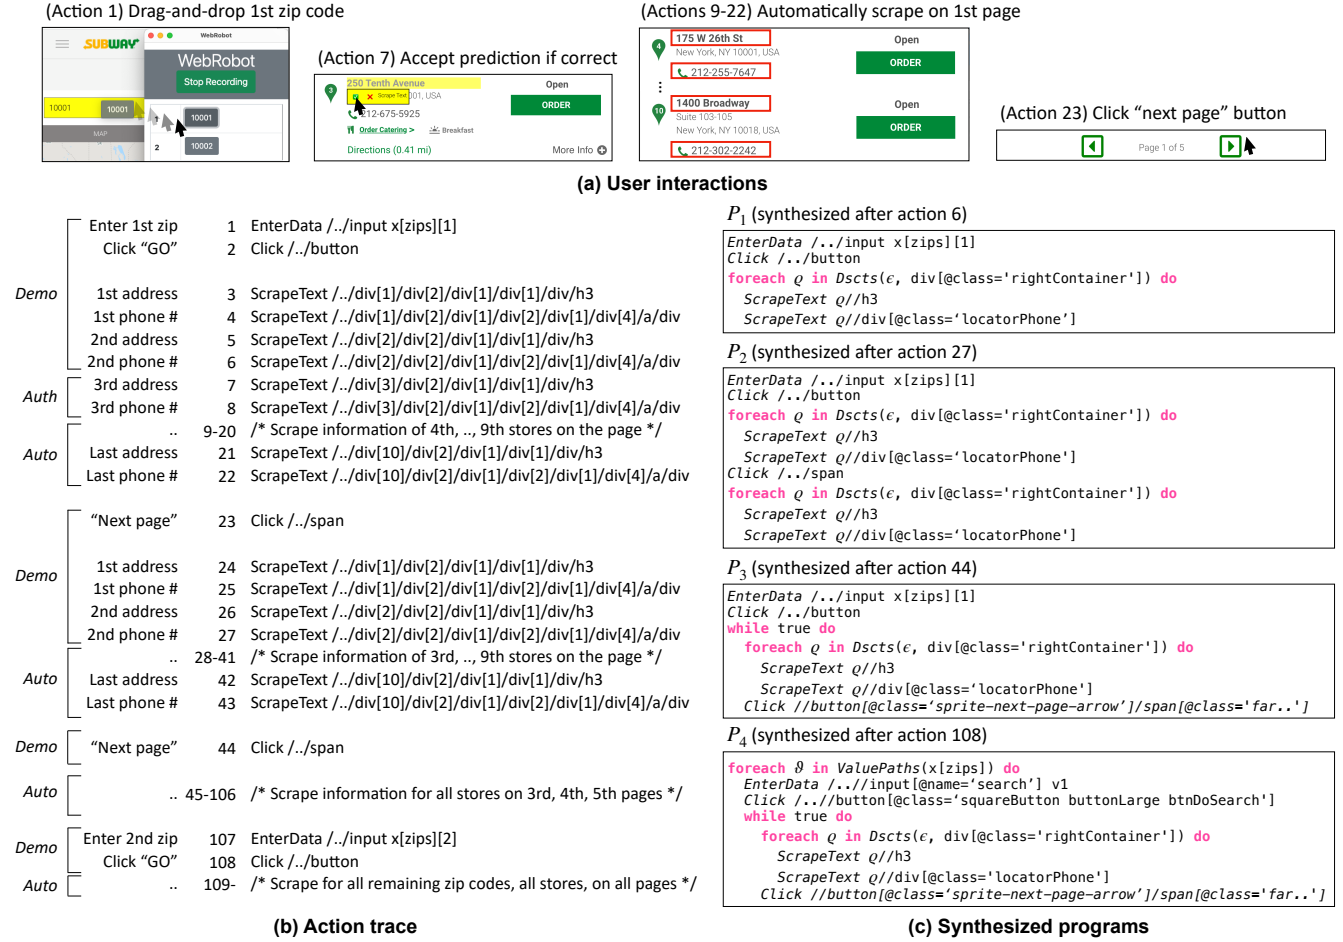 (Action 1) Drag-and-drop 1st zip code
SUBWAY
WebRobot
WebRobot
Stop Recording
10001
10001
MAP
1
10001
2
10002
(Action 7) Accept prediction if correct
3
250 Tenth Avenue
Scrape Text
001, USA
212-675-5925
Order Catering >
Breakfast
Directions (0.41 mi)
Open
ORDER
More Info
(Actions 9-22) Automatically scrape on 1st page
4
175 W 26th St
New York, NY 10001, USA
212-255-7647
Open
ORDER
⋮
10
1400 Broadway
Suite 103-105
New York, NY 10018, USA
212-302-2242
Open
ORDER
(Action 23) Click “next page” button
Page 1 of 5
(a) User interactions
Demo
Enter 1st zip 1 EnterData /../input x[zips][1]
Click “GO” 2 Click /../button
1st address 3 ScrapeText /../div[1]/div[2]/div[1]/div[1]/div/h3
1st phone # 4 ScrapeText /../div[1]/div[2]/div[1]/div[2]/div[1]/div[4]/a/div
2nd address 5 ScrapeText /../div[2]/div[2]/div[1]/div[1]/div/h3
2nd phone # 6 ScrapeText /../div[2]/div[2]/div[1]/div[2]/div[1]/div[4]/a/div
Auth
3rd address 7 ScrapeText /../div[3]/div[2]/div[1]/div[1]/div/h3
3rd phone # 8 ScrapeText /../div[3]/div[2]/div[1]/div[2]/div[1]/div[4]/a/div
Auto
.. 9-20 /* Scrape information of 4th, .., 9th stores on the page */
Last address 21 ScrapeText /../div[10]/div[2]/div[1]/div[1]/div/h3
Last phone # 22 ScrapeText /../div[10]/div[2]/div[1]/div[2]/div[1]/div[4]/a/div
Demo
“Next page” 23 Click /../span
1st address 24 ScrapeText /../div[1]/div[2]/div[1]/div[1]/div/h3
1st phone # 25 ScrapeText /../div[1]/div[2]/div[1]/div[2]/div[1]/div[4]/a/div
2nd address 26 ScrapeText /../div[2]/div[2]/div[1]/div[1]/div/h3
2nd phone # 27 ScrapeText /../div[2]/div[2]/div[1]/div[2]/div[1]/div[4]/a/div
Auto
.. 28-41 /* Scrape information of 3rd, .., 9th stores on the page */
Last address 42 ScrapeText /../div[10]/div[2]/div[1]/div[1]/div/h3
Last phone # 43 ScrapeText /../div[10]/div[2]/div[1]/div[2]/div[1]/div[4]/a/div
Demo
“Next page” 44 Click /../span
Auto
.. 45-106 /* Scrape information for all stores on 3rd, 4th, 5th pages */
Demo
Enter 2nd zip 107 EnterData /../input x[zips][2]
Click “GO” 108 Click /../button
Auto
.. 109- /* Scrape for all remaining zip codes, all stores, on all pages */
(b) Action trace
P1 (synthesized after action 6)
EnterData /../input x[zips][1]
Click /../button
foreach ϱ in Dscts(ϵ, div[@class='rightContainer']) do
ScrapeText ϱ//h3
ScrapeText ϱ//div[@class=‘locatorPhone’]
P2 (synthesized after action 27)
EnterData /../input x[zips][1]
Click /../button
foreach ϱ in Dscts(ϵ, div[@class='rightContainer']) do
ScrapeText ϱ//h3
ScrapeText ϱ//div[@class=‘locatorPhone']
Click /../span
foreach ϱ in Dscts(ϵ, div[@class='rightContainer']) do
ScrapeText ϱ//h3
ScrapeText ϱ//div[@class=‘locatorPhone']
P3 (synthesized after action 44)
EnterData /../input x[zips][1]
Click /../button
while true do
foreach ϱ in Dscts(ϵ, div[@class='rightContainer']) do
ScrapeText ϱ//h3
ScrapeText ϱ//div[@class=‘locatorPhone']
Click //button[@class=‘sprite-next-page-arrow’]/span[@class='far..']
P4 (synthesized after action 108)
foreach ϑ in ValuePaths(x[zips]) do
EnterData /..//input[@name=‘search’] v1
Click /..//button[@class='squareButton buttonLarge btnDoSearch']
while true do
foreach ϱ in Dscts(ϵ, div[@class='rightContainer']) do
ScrapeText ϱ//h3
ScrapeText ϱ//div[@class=‘locatorPhone']
Click //button[@class=‘sprite-next-page-arrow’]/span[@class='far..']
(c) Synthesized programs